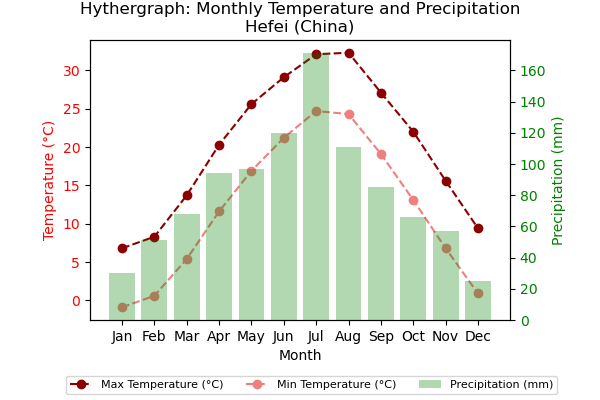 Hythergraph: Monthly Temperature and Precipitation
Hefei (China)
Temperature (°C)
30
25
20
15
10
5
0
160
140
120
100
80
60
40
20
0
Precipitation (mm)
Jan Feb Mar Apr May Jun Jul Aug Sep Oct Nov Dec
Month
Max Temperature (°C) Min Temperature (°C) Precipitation (mm)